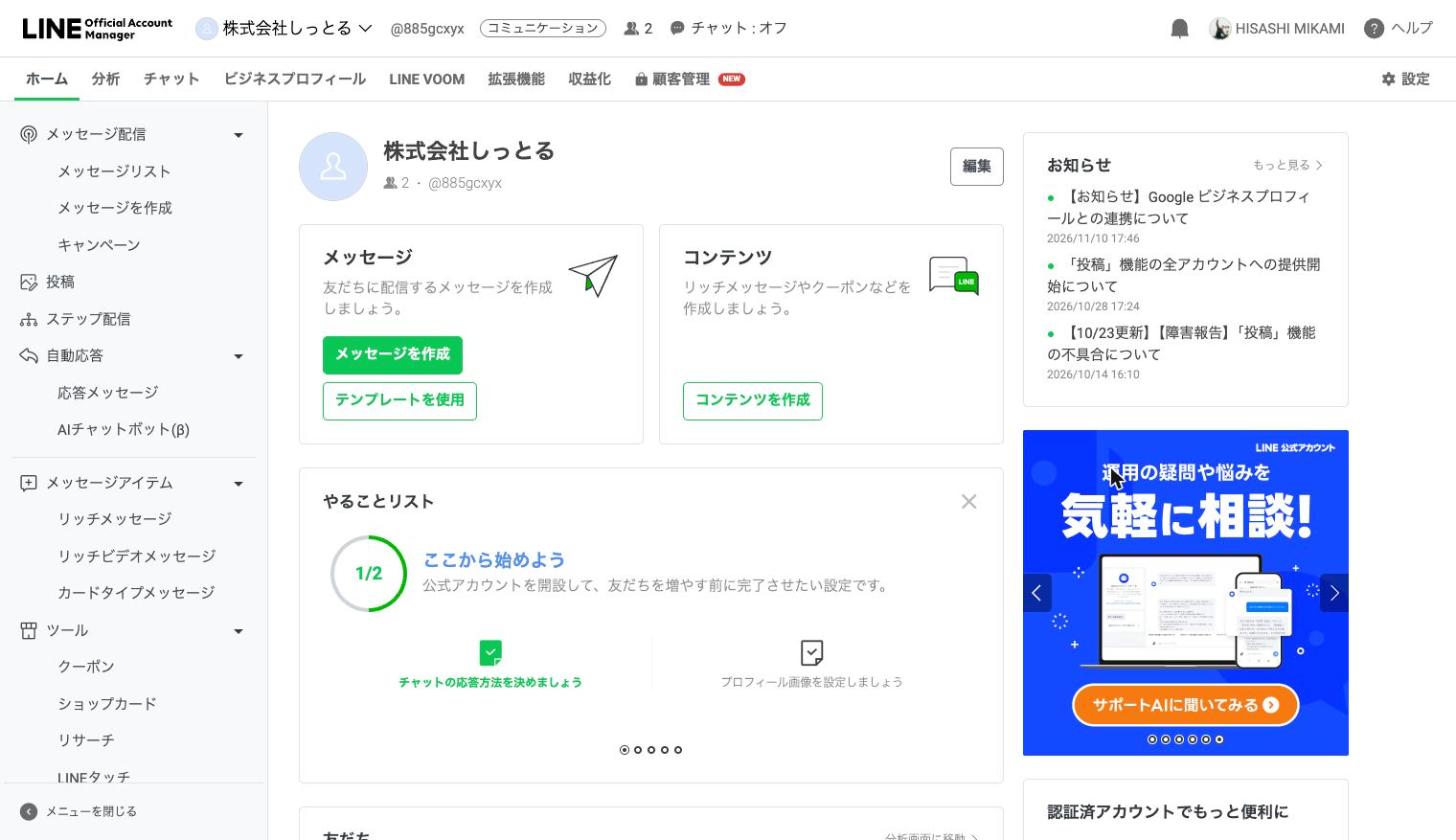 LINE Official Account Manager
株式会社しっとる
@885gcxyx
コミュニケーション
2
チャット : オフ
HISASHI MIKAMI
ヘルプ
ホーム
分析
チャット
ビジネスプロフィール
LINE VOOM
拡張機能
収益化
顧客管理
NEW
設定
メッセージ配信
メッセージリスト
メッセージを作成
キャンペーン
投稿
ステップ配信
自動応答
応答メッセージ
AIチャットボット(β)
メッセージアイテム
リッチメッセージ
リッチビデオメッセージ
カードタイプメッセージ
ツール
クーポン
ショップカード
リサーチ
LINEタッチ
メニューを閉じる
株式会社しっとる
2 ・ @885gcxyx
編集
メッセージ
友だちに配信するメッセージを作成
しましょう。
メッセージを作成
テンプレートを使用
コンテンツ
リッチメッセージやクーポンなどを
作成しましょう。
LINE
コンテンツを作成
やることリスト
1/2
ここから始めよう
公式アカウントを開設して、友だちを増やす前に完了させたい設定です。
チャットの応答方法を決めましょう
プロフィール画像を設定しましょう
友だち
分析画面に移動
お知らせ
もっと見る
【お知らせ】Google ビジネスプロフィ
ールとの連携について
2026/11/10 17:46
「投稿」機能の全アカウントへの提供開
始について
2026/10/28 17:24
【10/23更新】【障害報告】「投稿」機能
の不具合について
2026/10/14 16:10
LINE 公式アカウント
運用の疑問や悩みを
気軽に相談!
サポートAIに聞いてみる
認証済アカウントでもっと便利に